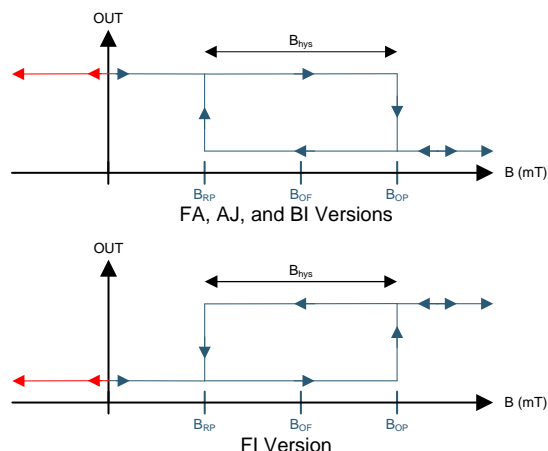 OUT
Bhys
B (mT)
BRP
BOF
BOP
FA, AJ, and BI Versions
OUT
Bhys
B (mT)
BRP
BOF
BOP
FI Version